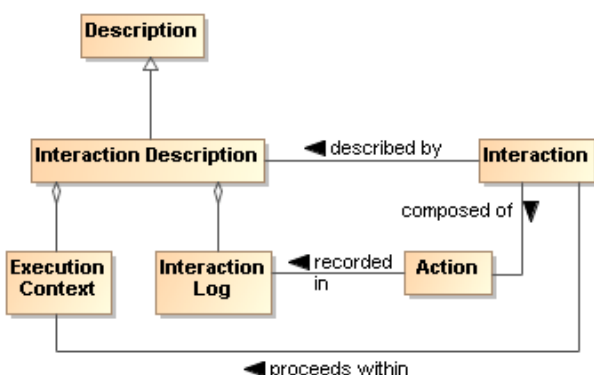 Description
Interaction Description
described by
Interaction
composed of
Execution
Context
Interaction
Log
recorded
in
Action
proceeds within